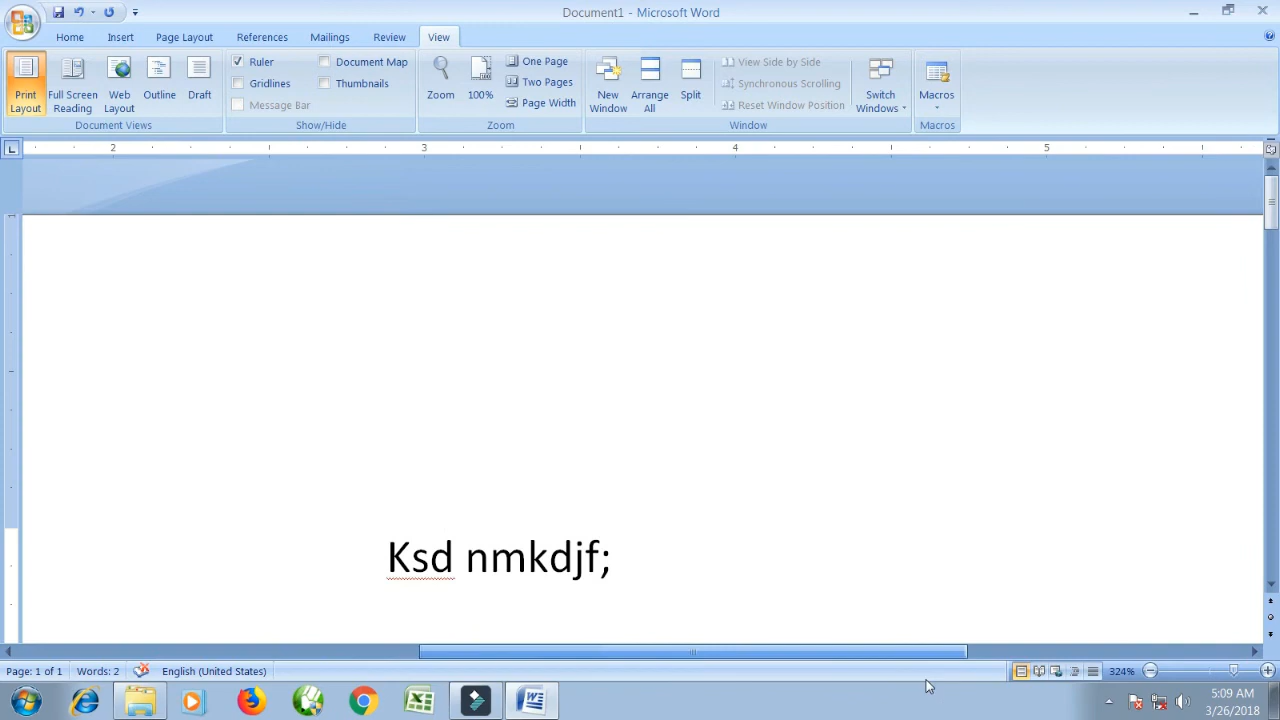 Document1 - Microsoft Word
Home Insert Page Layout References Mailings Review View
Ruler Document Map One Page View Side by Side
Gridlines Thumbnails Two Pages Synchronous Scrolling
Message Bar Page Width Reset Window Position
Print Layout Full Screen Reading Web Layout Outline Draft Zoom 100% New Window Arrange All Split Switch Windows Macros
Document Views Show/Hide Zoom Window Macros
2 3 4 5
Ksd nmkdjf;
Page: 1 of 1 Words: 2 English (United States) 324%
5:09 AM
3/26/2018